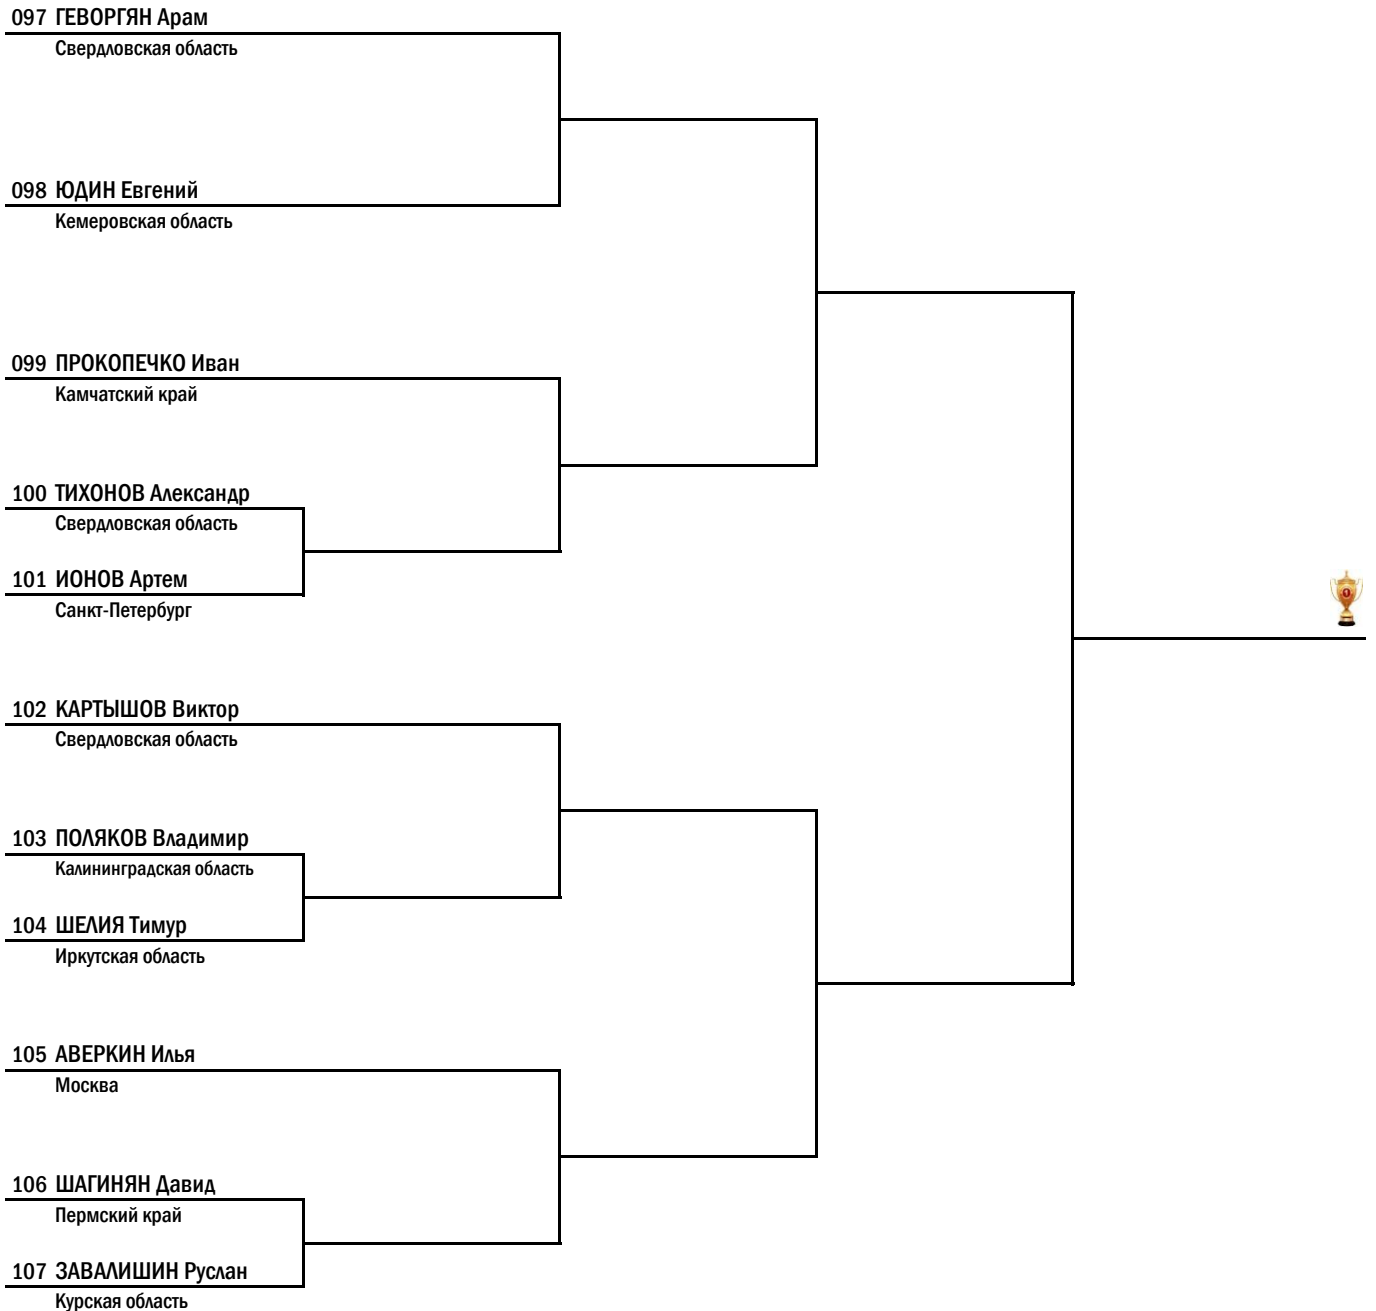 097 ГЕВОРГЯН Арам
Свердловская область
098 ЮДИН Евгений
Кемеровская область
099 ПРОКОПЕЧКО Иван
Камчатский край
100 ТИХОНОВ Александр
Свердловская область
101 ИОНОВ Артем
Санкт-Петербург
102 КАРТЫШОВ Виктор
Свердловская область
103 ПОЛЯКОВ Владимир
Калининградская область
104 ШЕЛИЯ Тимур
Иркутская область
105 АВЕРКИН Илья
Москва
106 ШАГИНЯН Давид
Пермский край
107 ЗАВАЛИШИН Руслан
Курская область